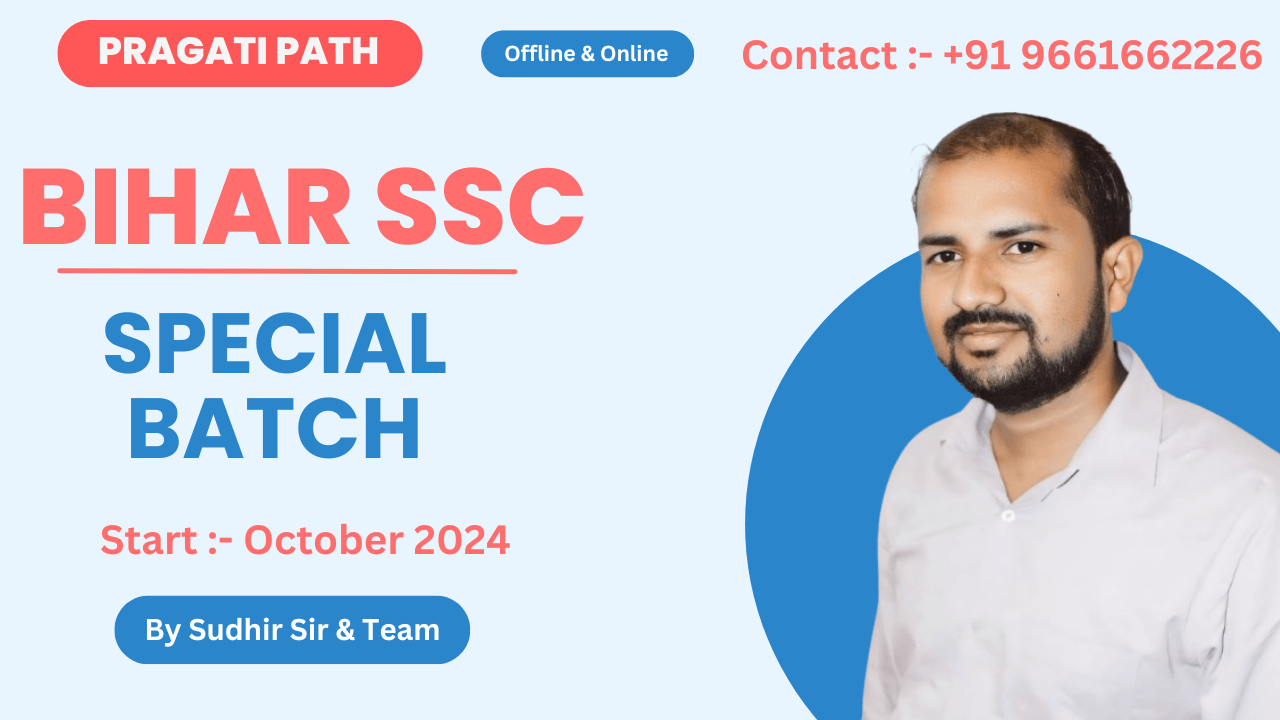 PRAGATI PATH
Offline & Online
Contact :- +91 9661662226
BIHAR SSC
SPECIAL
BATCH
Start :- October 2024
By Sudhir Sir & Team